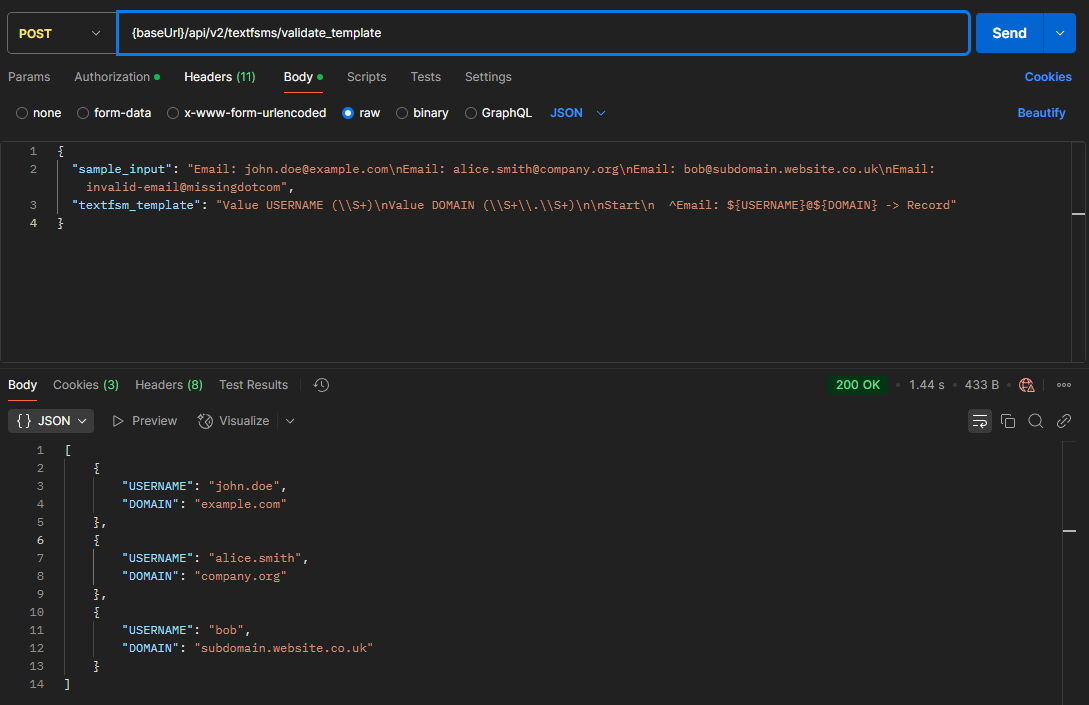 POST {baseUrl}/api/v2/textfsms/validate_template Send
Params Authorization Headers (11) Body Scripts Tests Settings Cookies
none form-data x-www-form-urlencoded raw binary GraphQL JSON Beautify
1 {
2 "sample_input": "Email: john.doe@example.com\nEmail: alice.smith@company.org\nEmail: bob@subdomain.website.co.uk\nEmail:
invalid-email@missingdotcom",
3 "textfsm_template": "Value USERNAME (\\S+)\nValue DOMAIN (\\S+\\.\\S+)\n\nStart\n  ^Email: ${USERNAME}@${DOMAIN} -> Record"
4 }
Body Cookies (3) Headers (8) Test Results 200 OK • 1.44 s • 433 B •
{} JSON Preview Visualize
1 [
2 {
3 "USERNAME": "john.doe",
4 "DOMAIN": "example.com"
5 },
6 {
7 "USERNAME": "alice.smith",
8 "DOMAIN": "company.org"
9 },
10 {
11 "USERNAME": "bob",
12 "DOMAIN": "subdomain.website.co.uk"
13 }
14 ]